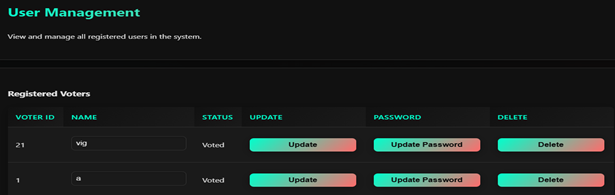 User Management
View and manage all registered users in the system.
Registered Voters
VOTER ID NAME STATUS UPDATE PASSWORD DELETE
21 vig Voted Update Update Password Delete
1 a Voted Update Update Password Delete